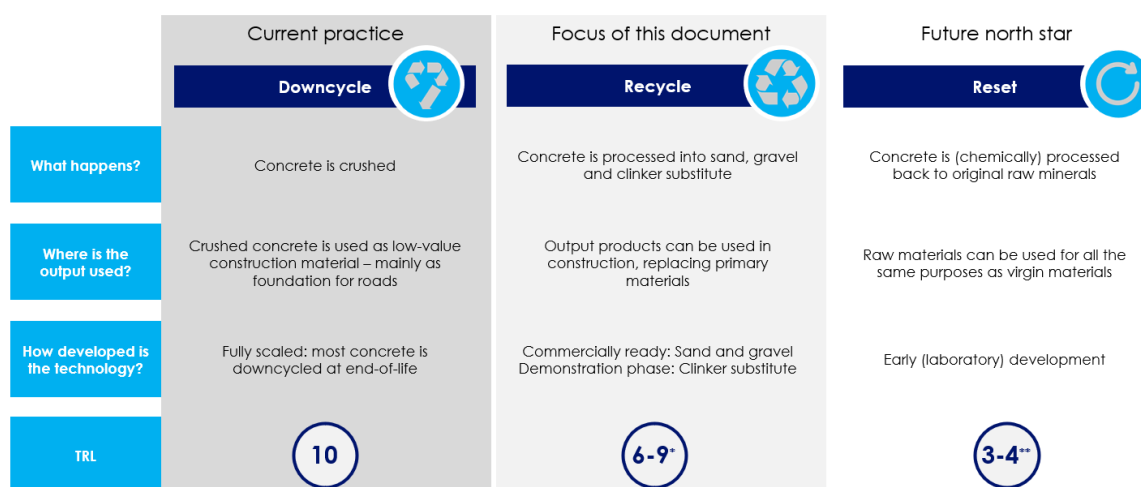 Current practice
Focus of this document
Future north star
Downcycle
Recycle
Reset
What happens?
Concrete is crushed
Concrete is processed into sand, gravel
and clinker substitute
Concrete is (chemically) processed
back to original raw minerals
Where is the
output used?
Crushed concrete is used as low-value
construction material – mainly as
foundation for roads
Output products can be used in
construction, replacing primary
materials
Raw materials can be used for all the
same purposes as virgin materials
How developed is
the technology?
Fully scaled: most concrete is
downcycled at end-of-life
Commercially ready: Sand and gravel
Demonstration phase: Clinker substitute
Early (laboratory) development
TRL
10
6-9*
3-4**